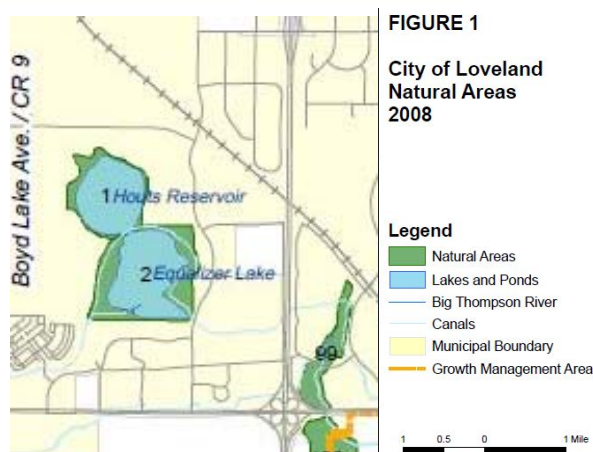 FIGURE 1
City of Loveland
Natural Areas
2008
Boyd Lake Ave. / CR 9
1 Houts Reservoir
2 Equalizer Lake
99
Legend
Natural Areas
Lakes and Ponds
Big Thompson River
Canals
Municipal Boundary
Growth Management Area
1 0.5 0 1 Mile